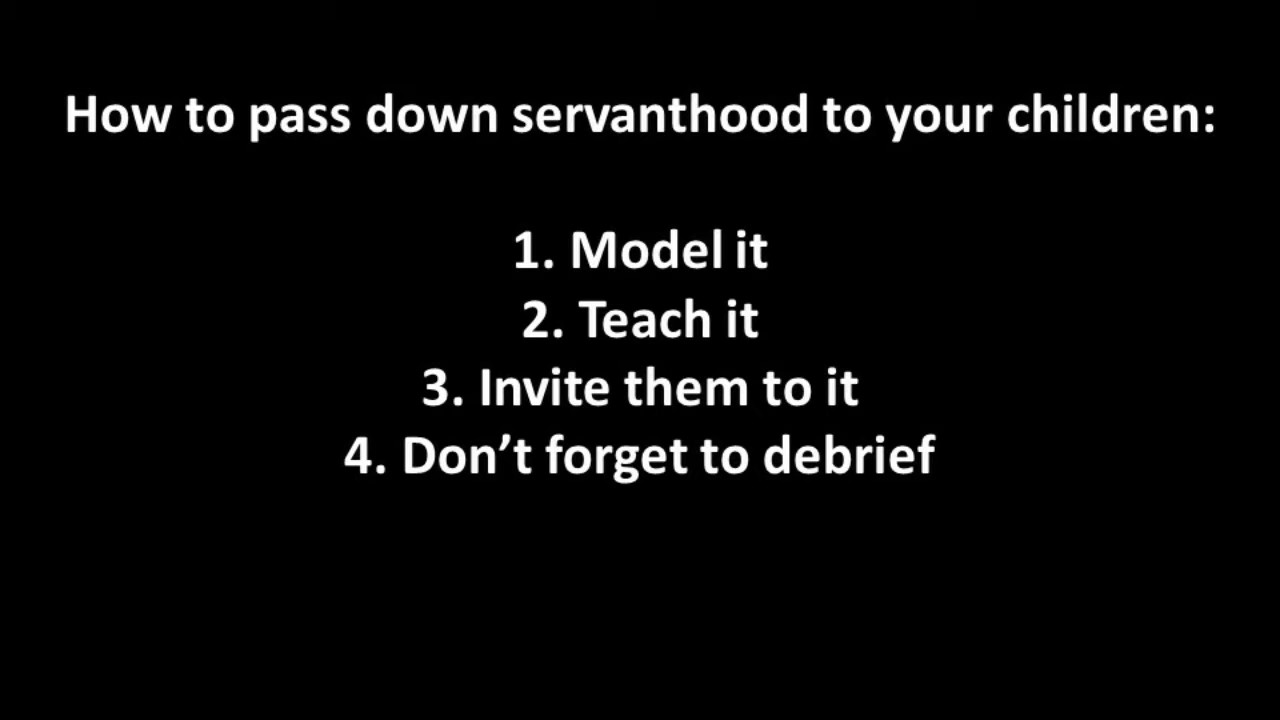 How to pass down servanthood to your children:
1. Model it
2. Teach it
3. Invite them to it
4. Don’t forget to debrief